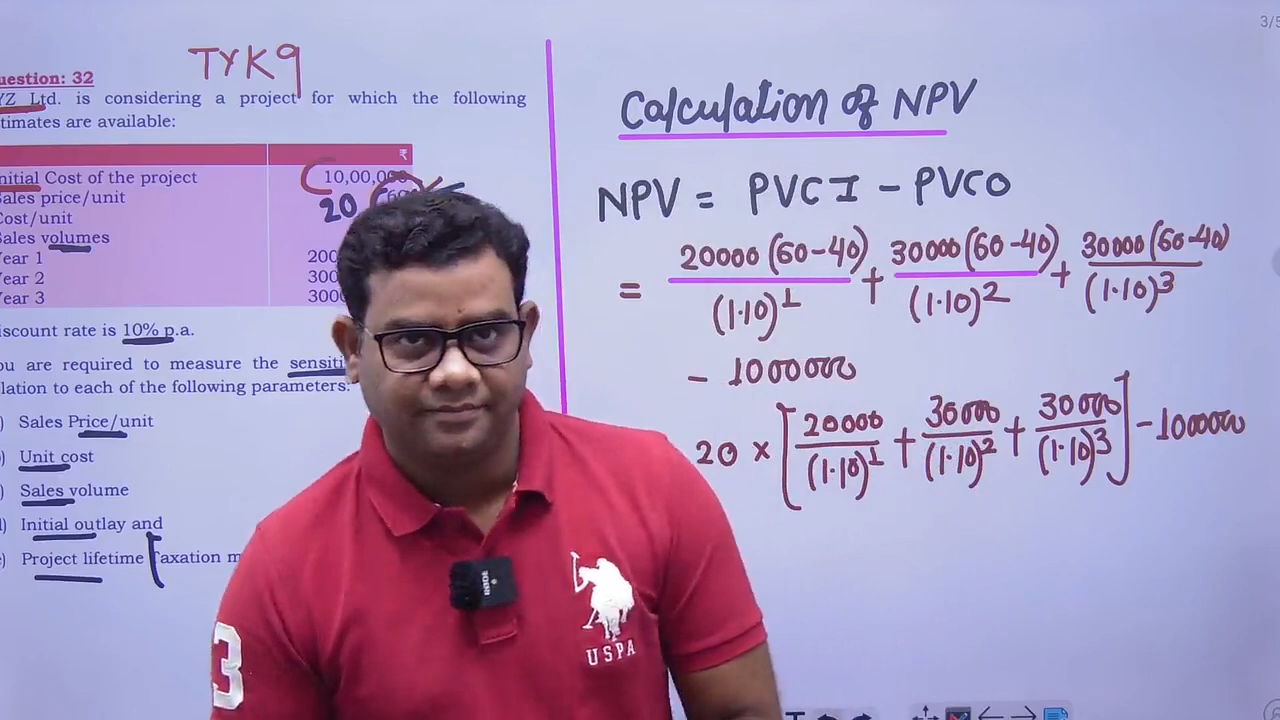 3/5
TYK9
uestion: 32
YZ Ltd. is considering a project for which the following
timates are available:
₹
nitial Cost of the project 10,00,000
ales price/unit 60
Cost/unit 20
ales volumes
ear 1 200
ear 2 300
ear 3 300
iscount rate is 10% p.a.
ou are required to measure the sensiti
lation to each of the following parameters:
) Sales Price/unit
) Unit cost
) Sales volume
) Initial outlay and
) Project lifetime Taxation m
Calculation of NPV
NPV = PVCI - PVCO
= 20000 (60-40)/(1·10)^1 + 30000 (60-40)/(1·10)^2 + 30000 (60-40)/(1·10)^3
- 1000000
20 × [20000/(1·10)^1 + 30000/(1·10)^2 + 30000/(1·10)^3] - 1000000
RODE
USPA
3